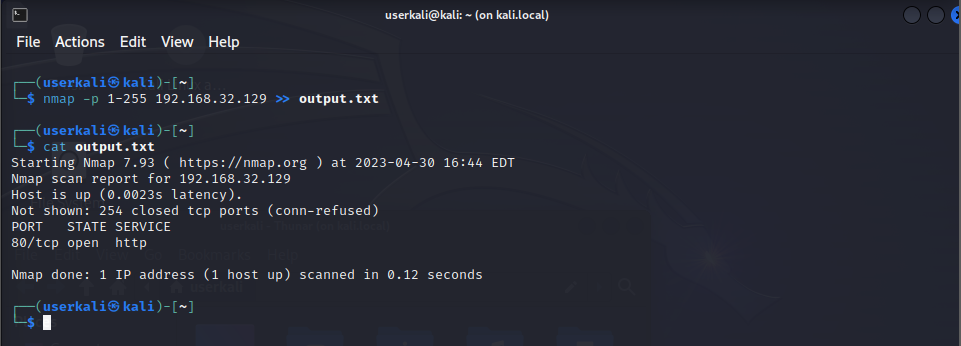 userkali@kali: ~ (on kali.local)
File Actions Edit View Help
┌──(userkali㉿kali)-[~]
└─$ nmap -p 1-255 192.168.32.129 >> output.txt
┌──(userkali㉿kali)-[~]
└─$ cat output.txt
Starting Nmap 7.93 ( https://nmap.org ) at 2023-04-30 16:44 EDT
Nmap scan report for 192.168.32.129
Host is up (0.0023s latency).
Not shown: 254 closed tcp ports (conn-refused)
PORT   STATE SERVICE
80/tcp open  http
Nmap done: 1 IP address (1 host up) scanned in 0.12 seconds
┌──(userkali㉿kali)-[~]
└─$